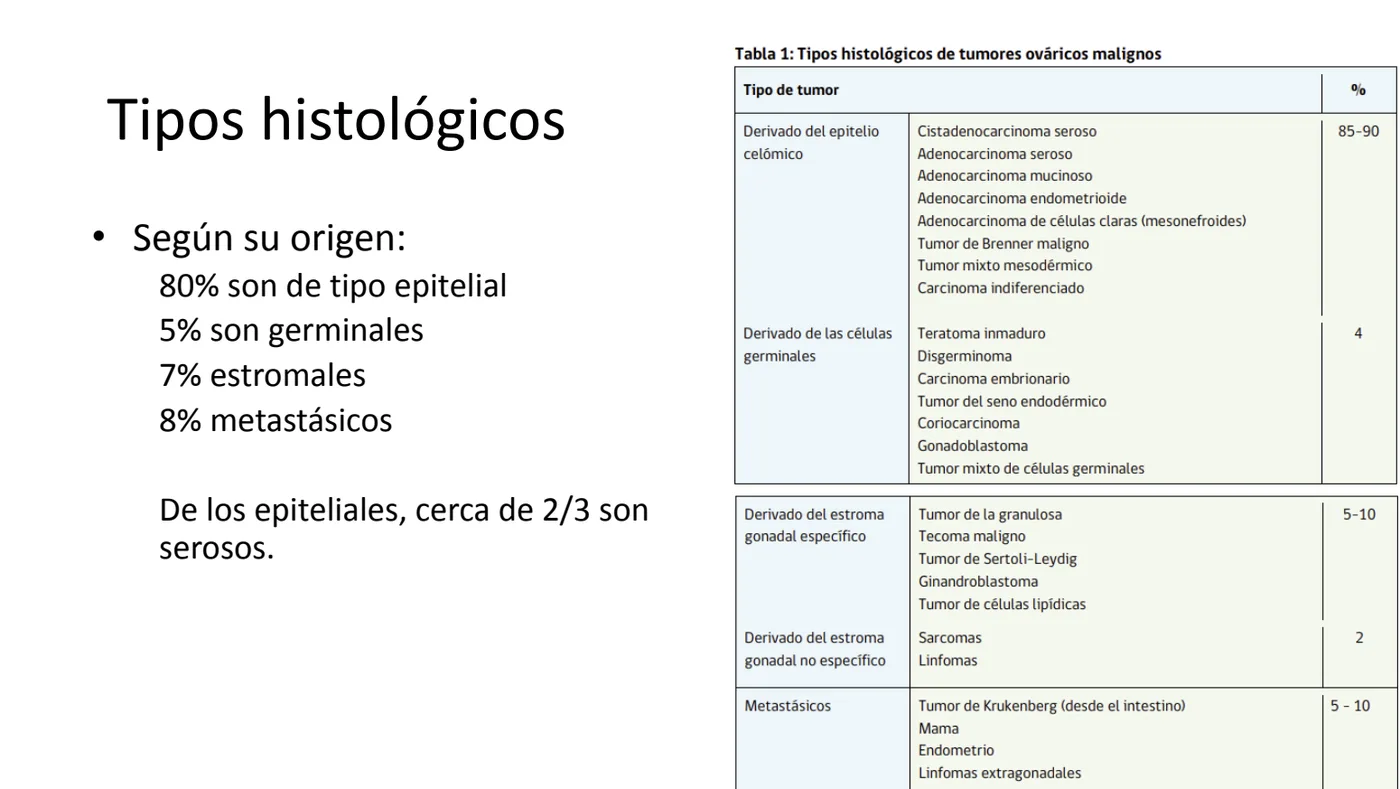 Tipos histológicos
• Según su origen:
80% son de tipo epitelial
5% son germinales
7% estromales
8% metastásicos
De los epiteliales, cerca de 2/3 son
serosos.
Tabla 1: Tipos histológicos de tumores ováricos malignos
Tipo de tumor %
Derivado del epitelio Cistadenocarcinoma seroso 85-90
celómico Adenocarcinoma seroso
Adenocarcinoma mucinoso
Adenocarcinoma endometrioide
Adenocarcinoma de células claras (mesonefroides)
Tumor de Brenner maligno
Tumor mixto mesodérmico
Carcinoma indiferenciado
Derivado de las células Teratoma inmaduro 4
germinales Disgerminoma
Carcinoma embrionario
Tumor del seno endodérmico
Coriocarcinoma
Gonadoblastoma
Tumor mixto de células germinales
Derivado del estroma Tumor de la granulosa 5-10
gonadal específico Tecoma maligno
Tumor de Sertoli-Leydig
Ginandroblastoma
Tumor de células lipídicas
Derivado del estroma Sarcomas 2
gonadal no específico Linfomas
Metastásicos Tumor de Krukenberg (desde el intestino) 5 - 10
Mama
Endometrio
Linfomas extragonadales